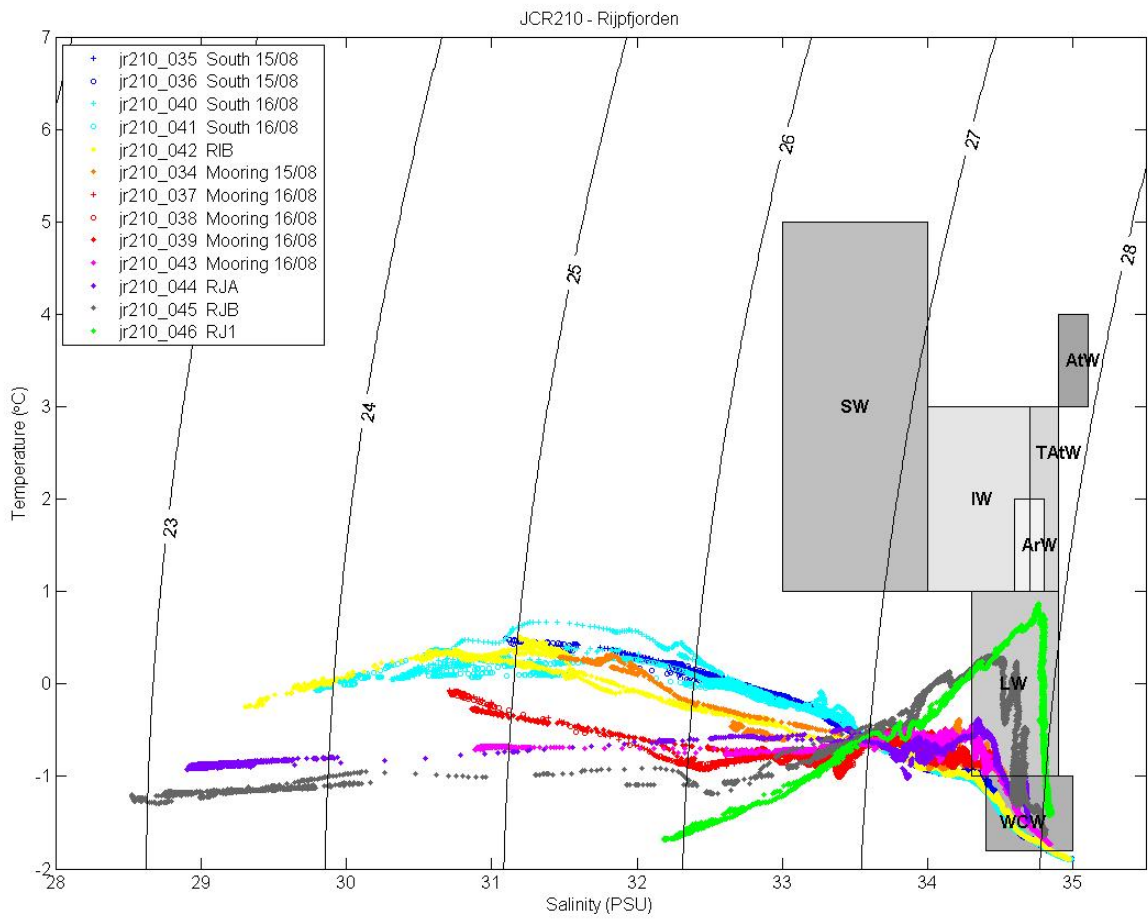 JCR210 - Rijpfjorden
7
6
5
4
3
2
1
0
-1
-2
Temperature (ºC)
jr210_035 South 15/08
jr210_036 South 15/08
jr210_040 South 16/08
jr210_041 South 16/08
jr210_042 RIB
jr210_034 Mooring 15/08
jr210_037 Mooring 16/08
jr210_038 Mooring 16/08
jr210_039 Mooring 16/08
jr210_043 Mooring 16/08
jr210_044 RJA
jr210_045 RJB
jr210_046 RJ1
23
24
25
26
27
28
SW
AtW
TAtW
IW
ArW
LW
WCW
28 29 30 31 32 33 34 35
Salinity (PSU)